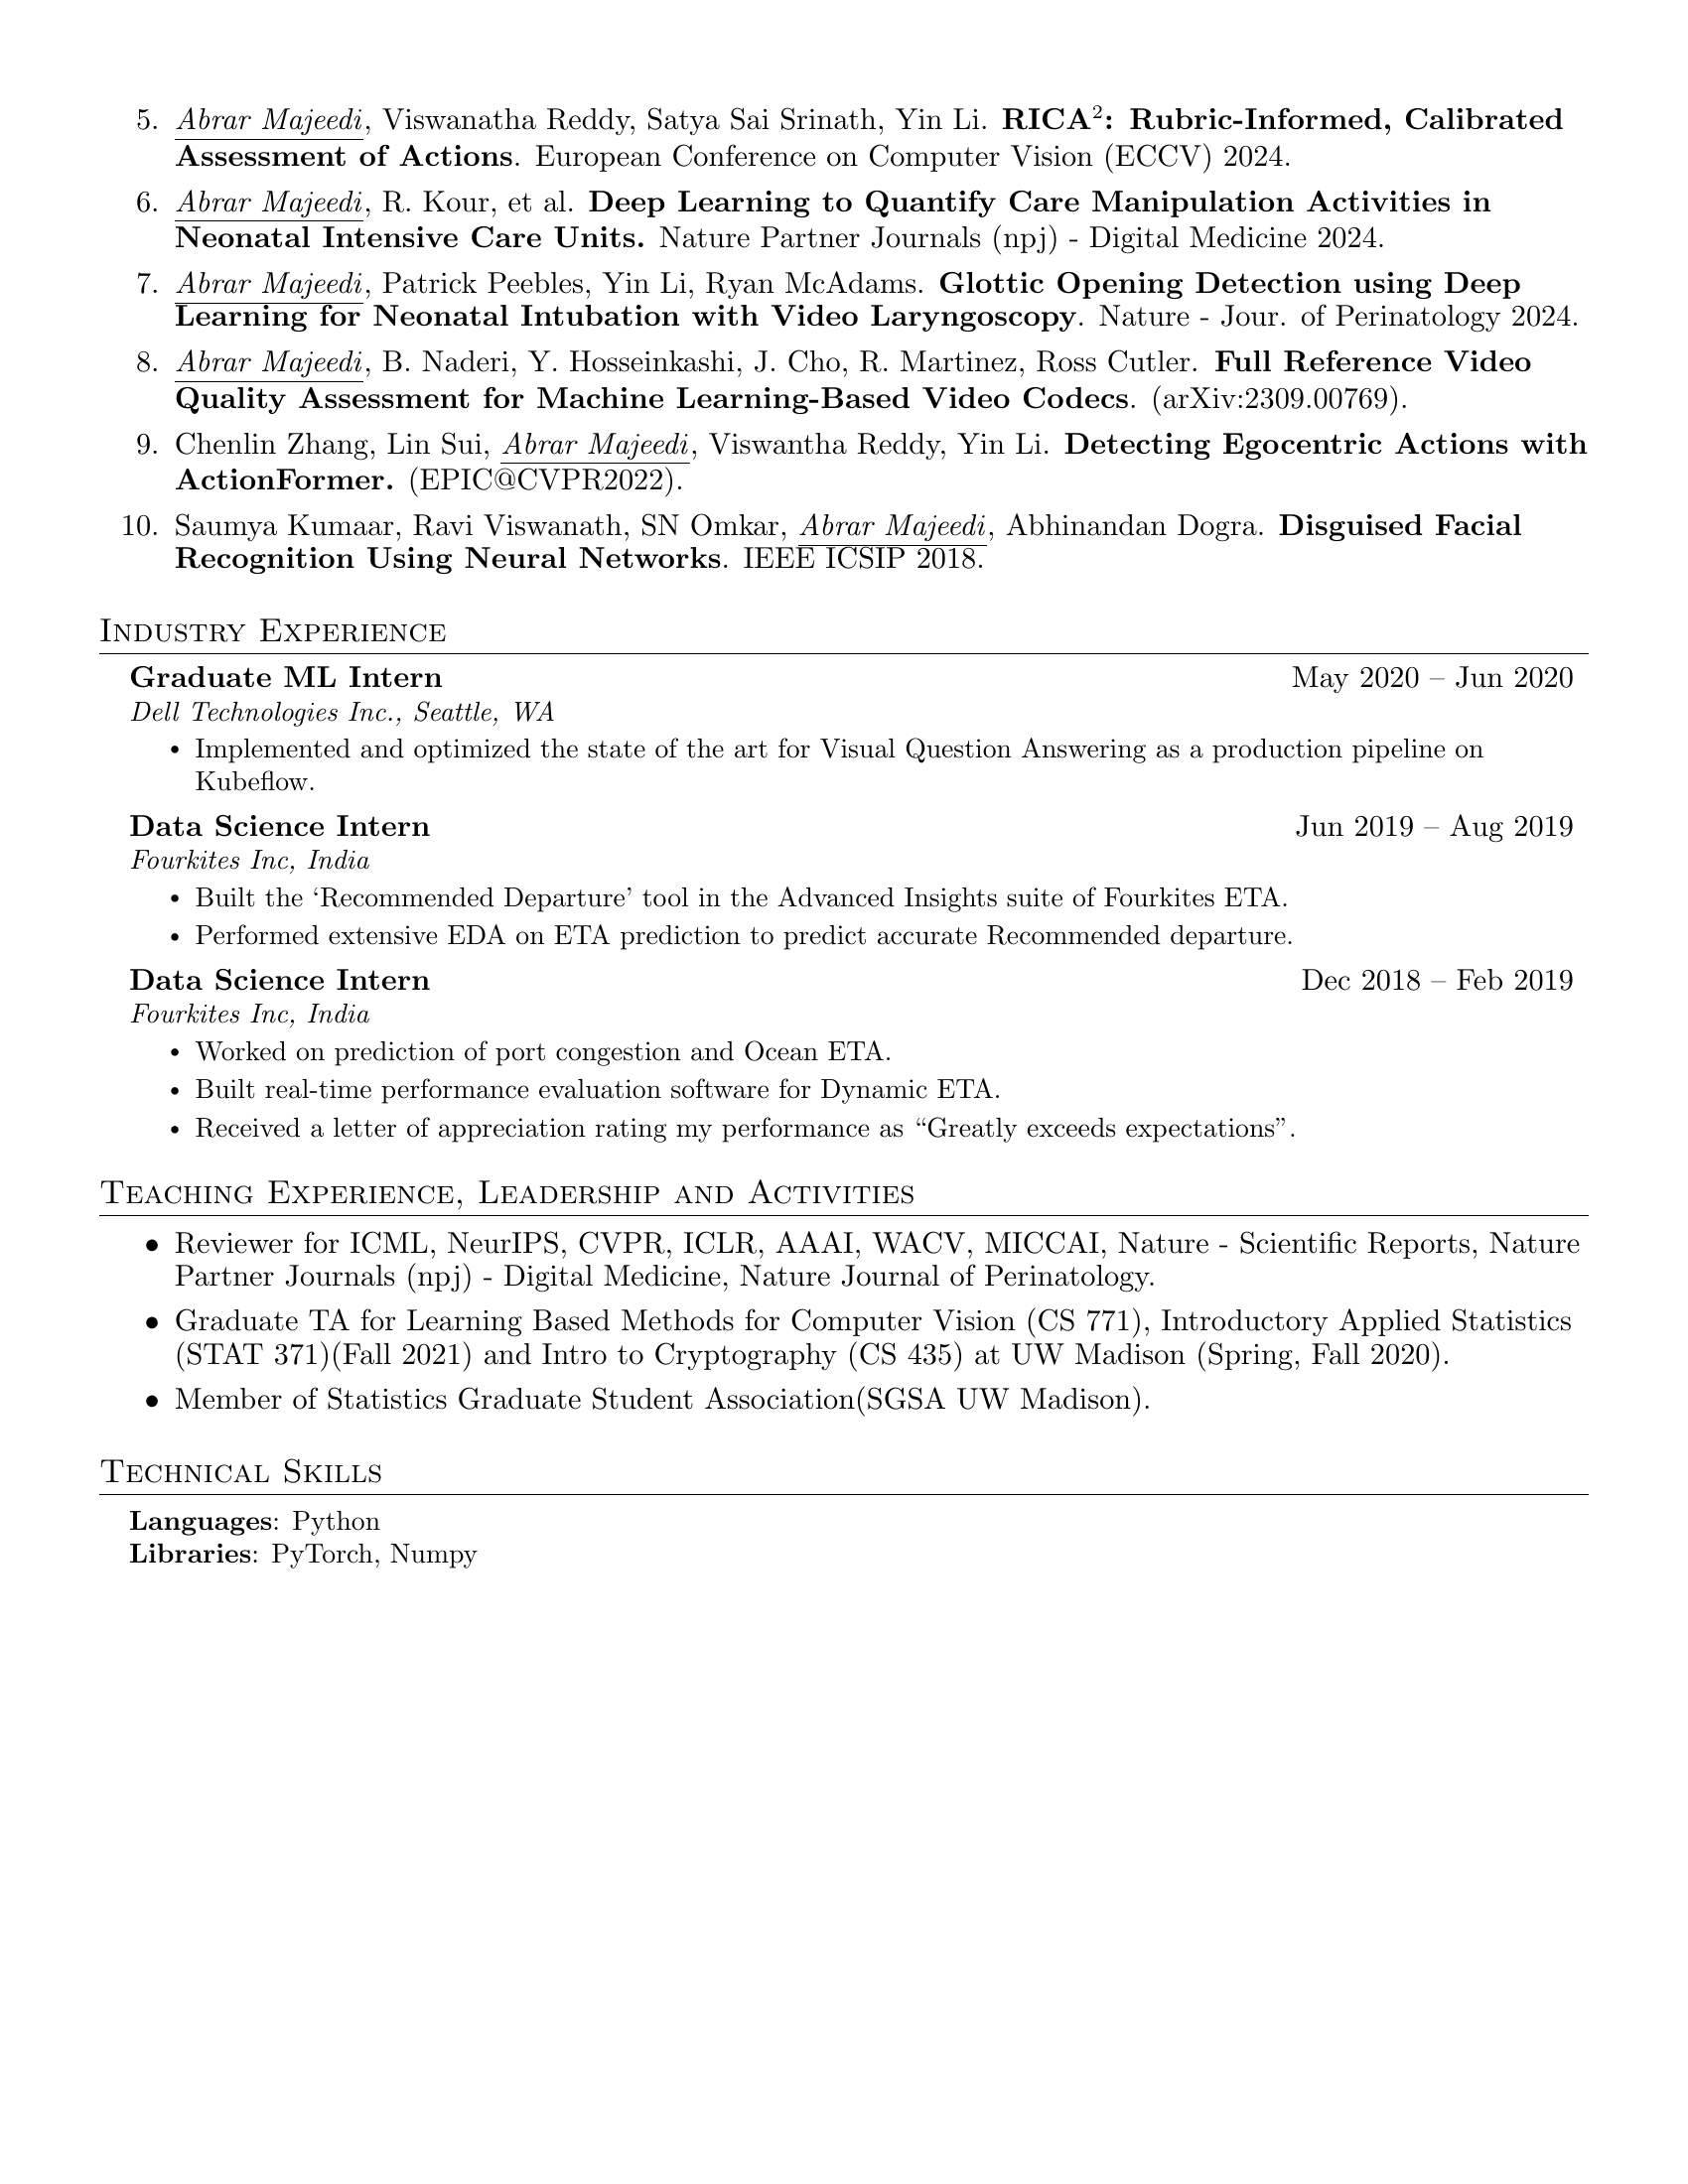 5. Abrar Majeedi, Viswanatha Reddy, Satya Sai Srinath, Yin Li. RICA²: Rubric-Informed, Calibrated
Assessment of Actions. European Conference on Computer Vision (ECCV) 2024.
6. Abrar Majeedi, R. Kour, et al. Deep Learning to Quantify Care Manipulation Activities in
Neonatal Intensive Care Units. Nature Partner Journals (npj) - Digital Medicine 2024.
7. Abrar Majeedi, Patrick Peebles, Yin Li, Ryan McAdams. Glottic Opening Detection using Deep
Learning for Neonatal Intubation with Video Laryngoscopy. Nature - Jour. of Perinatology 2024.
8. Abrar Majeedi, B. Naderi, Y. Hosseinkashi, J. Cho, R. Martinez, Ross Cutler. Full Reference Video
Quality Assessment for Machine Learning-Based Video Codecs. (arXiv:2309.00769).
9. Chenlin Zhang, Lin Sui, Abrar Majeedi, Viswantha Reddy, Yin Li. Detecting Egocentric Actions with
ActionFormer. (EPIC@CVPR2022).
10. Saumya Kumaar, Ravi Viswanath, SN Omkar, Abrar Majeedi, Abhinandan Dogra. Disguised Facial
Recognition Using Neural Networks. IEEE ICSIP 2018.
Industry Experience
Graduate ML Intern May 2020 – Jun 2020
Dell Technologies Inc., Seattle, WA
• Implemented and optimized the state of the art for Visual Question Answering as a production pipeline on
Kubeflow.
Data Science Intern Jun 2019 – Aug 2019
Fourkites Inc, India
• Built the ‘Recommended Departure’ tool in the Advanced Insights suite of Fourkites ETA.
• Performed extensive EDA on ETA prediction to predict accurate Recommended departure.
Data Science Intern Dec 2018 – Feb 2019
Fourkites Inc, India
• Worked on prediction of port congestion and Ocean ETA.
• Built real-time performance evaluation software for Dynamic ETA.
• Received a letter of appreciation rating my performance as “Greatly exceeds expectations”.
Teaching Experience, Leadership and Activities
• Reviewer for ICML, NeurIPS, CVPR, ICLR, AAAI, WACV, MICCAI, Nature - Scientific Reports, Nature
Partner Journals (npj) - Digital Medicine, Nature Journal of Perinatology.
• Graduate TA for Learning Based Methods for Computer Vision (CS 771), Introductory Applied Statistics
(STAT 371)(Fall 2021) and Intro to Cryptography (CS 435) at UW Madison (Spring, Fall 2020).
• Member of Statistics Graduate Student Association(SGSA UW Madison).
Technical Skills
Languages: Python
Libraries: PyTorch, Numpy